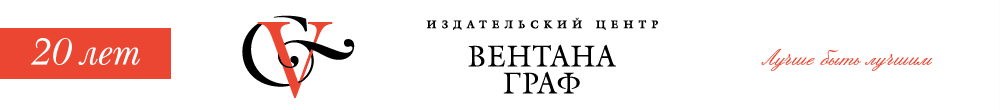 20 лет
ИЗДАТЕЛЬСКИЙ ЦЕНТР
ВЕНТАНА
ГРАФ
Лучше быть лучшим